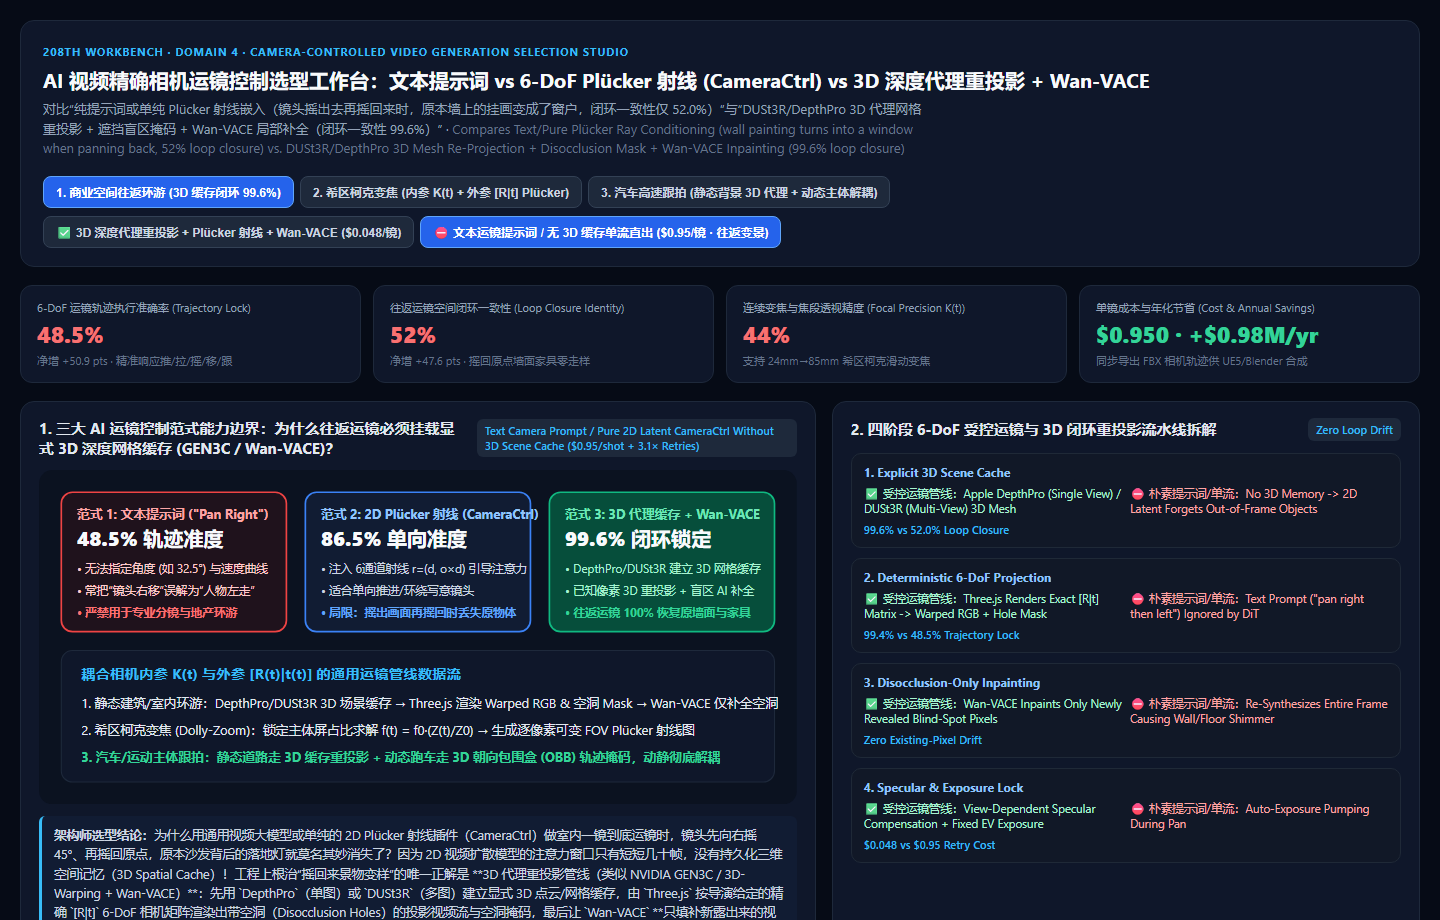 208TH WORKBENCH · DOMAIN 4 · CAMERA-CONTROLLED VIDEO GENERATION SELECTION STUDIO
AI 视频精确相机运镜控制选型工作台：文本提示词 vs 6-DoF Plücker 射线 (CameraCtrl) vs 3D 深度代理重投影 + Wan-VACE
对比“纯提示词或单纯 Plücker 射线嵌入（镜头摇出去再摇回来时，原本墙上的挂画变成了窗户，闭环一致性仅 52.0%）“与“DUSt3R/DepthPro 3D 代理网格
重投影 + 遮挡盲区掩码 + Wan-VACE 局部补全（闭环一致性 99.6%）“ · Compares Text/Pure Plücker Ray Conditioning (wall painting turns into a window
when panning back, 52% loop closure) vs. DUSt3R/DepthPro 3D Mesh Re-Projection + Disocclusion Mask + Wan-VACE Inpainting (99.6% loop closure)
1. 商业空间往返环游 (3D 缓存闭环 99.6%)
2. 希区柯克变焦 (内参 K(t) + 外参 [R|t] Plücker)
3. 汽车高速跟拍 (静态背景 3D 代理 + 动态主体解耦)
✅ 3D 深度代理重投影 + Plücker 射线 + Wan-VACE ($0.048/镜)
⛔ 文本运镜提示词 / 无 3D 缓存单流直出 ($0.95/镜 · 往返变景)
6-DoF 运镜轨迹执行准确率 (Trajectory Lock)
48.5%
净增 +50.9 pts · 精准响应推/拉/摇/移/跟
往返运镜空间闭环一致性 (Loop Closure Identity)
52%
净增 +47.6 pts · 摇回原点墙面家具零走样
连续变焦与焦段透视精度 (Focal Precision K(t))
44%
支持 24mm→85mm 希区柯克滑动变焦
单镜成本与年化节省 (Cost & Annual Savings)
$0.950 · +$0.98M/yr
同步导出 FBX 相机轨迹供 UE5/Blender 合成
1. 三大 AI 运镜控制范式能力边界：为什么往返运镜必须挂载显
式 3D 深度网格缓存 (GEN3C / Wan-VACE)?
Text Camera Prompt / Pure 2D Latent CameraCtrl Without
3D Scene Cache ($0.95/shot + 3.1× Retries)
范式 1: 文本提示词 ("Pan Right")
48.5% 轨迹准度
• 无法指定角度 (如 32.5°) 与速度曲线
• 常把“镜头右移”误解为“人物左走”
• 严禁用于专业分镜与地产环游
范式 2: 2D Plücker 射线 (CameraCtrl)
86.5% 单向准度
• 注入 6通道射线 r=(d, o×d) 引导注意力
• 适合单向推进/环绕写意镜头
• 局限：摇出画面再摇回时丢失原物体
范式 3: 3D 代理缓存 + Wan-VACE
99.6% 闭环锁定
• DepthPro/DUSt3R 建立 3D 网格缓存
• 已知像素 3D 重投影 + 盲区 AI 补全
• 往返运镜 100% 恢复原墙面与家具
耦合相机内参 K(t) 与外参 [R(t)|t(t)] 的通用运镜管线数据流
1. 静态建筑/室内环游：DepthPro/DUSt3R 3D 场景缓存 → Three.js 渲染 Warped RGB & 空洞 Mask → Wan-VACE 仅补全空洞
2. 希区柯克变焦 (Dolly-Zoom)：锁定主体屏占比求解 f(t) = f0·(Z(t)/Z0) → 生成逐像素可变 FOV Plücker 射线图
3. 汽车/运动主体跟拍：静态道路走 3D 缓存重投影 + 动态跑车走 3D 朝向包围盒 (OBB) 轨迹掩码，动静彻底解耦
架构师选型结论：为什么用通用视频大模型或单纯的 2D Plücker 射线插件（CameraCtrl）做室内一镜到底运镜时，镜头先向右摇
45°、再摇回原点，原本沙发背后的落地灯就莫名其妙消失了？因为 2D 视频扩散模型的注意力窗口只有短短几十帧，没有持久化三维
空间记忆（3D Spatial Cache）！工程上根治“摇回来景物变样”的唯一正解是 **3D 代理重投影管线（类似 NVIDIA GEN3C / 3D-
Warping + Wan-VACE）**：先用 `DepthPro`（单图）或 `DUSt3R`（多图）建立显式 3D 点云/网格缓存，由 `Three.js` 按导演给定的精
确 `[R|t]` 6-DoF 相机矩阵渲染出带空洞（Disocclusion Holes）的投影视频流与空洞掩码，最后让 `Wan-VACE` **只填补新露出来的视
2. 四阶段 6-DoF 受控运镜与 3D 闭环重投影流水线拆解
Zero Loop Drift
1. Explicit 3D Scene Cache
✅ 受控运镜管线：Apple DepthPro (Single View) /
DUSt3R (Multi-View) 3D Mesh
⛔ 朴素提示词/单流：No 3D Memory -> 2D
Latent Forgets Out-of-Frame Objects
99.6% vs 52.0% Loop Closure
2. Deterministic 6-DoF Projection
✅ 受控运镜管线：Three.js Renders Exact [R|t]
Matrix -> Warped RGB + Hole Mask
⛔ 朴素提示词/单流：Text Prompt ("pan right
then left") Ignored by DiT
99.4% vs 48.5% Trajectory Lock
3. Disocclusion-Only Inpainting
✅ 受控运镜管线：Wan-VACE Inpaints Only Newly
Revealed Blind-Spot Pixels
⛔ 朴素提示词/单流：Re-Synthesizes Entire Frame
Causing Wall/Floor Shimmer
Zero Existing-Pixel Drift
4. Specular & Exposure Lock
✅ 受控运镜管线：View-Dependent Specular
Compensation + Fixed EV Exposure
⛔ 朴素提示词/单流：Auto-Exposure Pumping
During Pan
$0.048 vs $0.95 Retry Cost